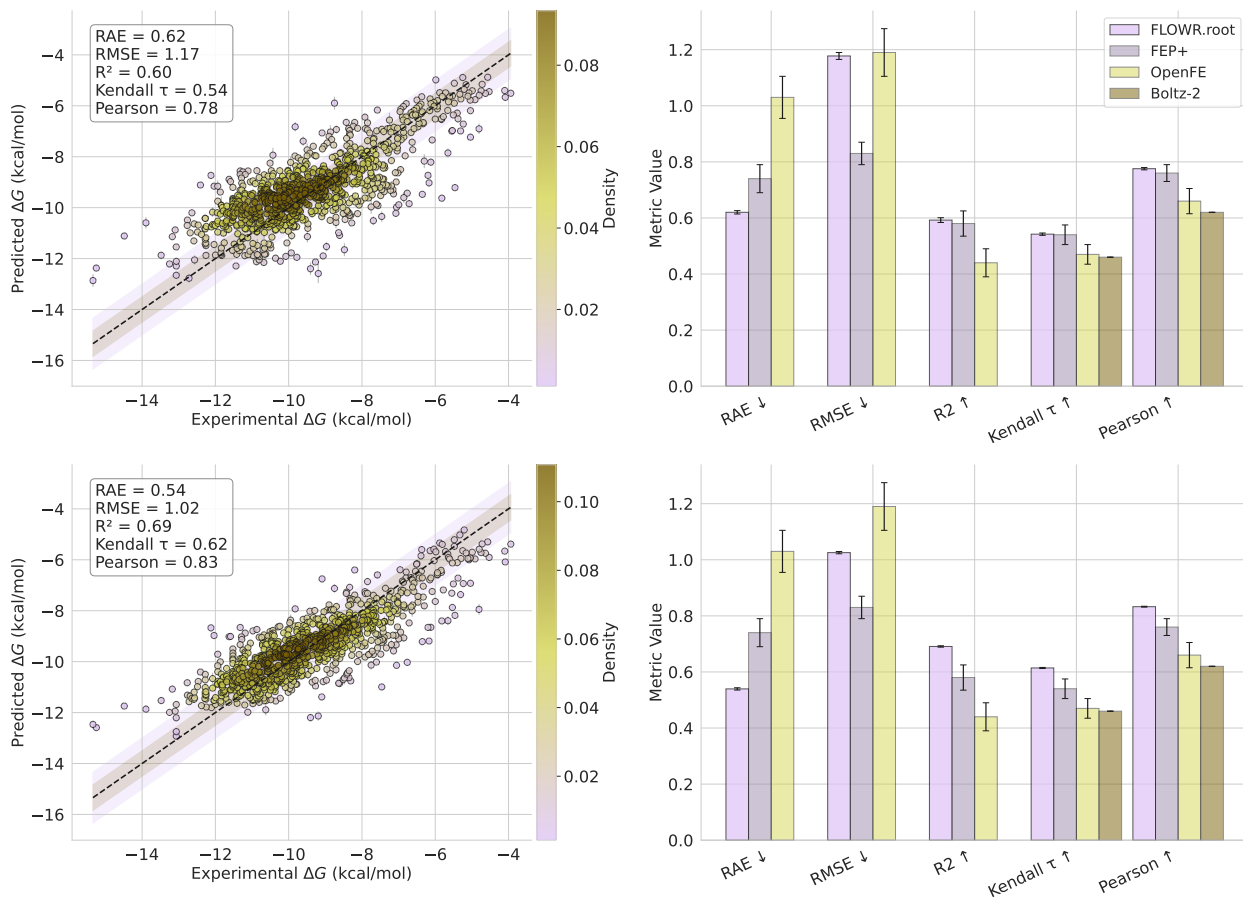 RAE = 0.62
RMSE = 1.17
R² = 0.60
Kendall τ = 0.54
Pearson = 0.78
−4
−6
−8
−10
−12
−14
−16
Predicted ΔG (kcal/mol)
−14
−12
−10
−8
−6
−4
Experimental ΔG (kcal/mol)
0.08
0.06
0.04
0.02
Density
FLOWR.root
FEP+
OpenFE
Boltz-2
1.2
1.0
0.8
0.6
0.4
0.2
0.0
Metric Value
RAE ↓
RMSE ↓
R2 ↑
Kendall τ ↑
Pearson ↑
RAE = 0.54
RMSE = 1.02
R² = 0.69
Kendall τ = 0.62
Pearson = 0.83
−4
−6
−8
−10
−12
−14
−16
Predicted ΔG (kcal/mol)
−14
−12
−10
−8
−6
−4
Experimental ΔG (kcal/mol)
0.10
0.08
0.06
0.04
0.02
Density
1.2
1.0
0.8
0.6
0.4
0.2
0.0
Metric Value
RAE ↓
RMSE ↓
R2 ↑
Kendall τ ↑
Pearson ↑